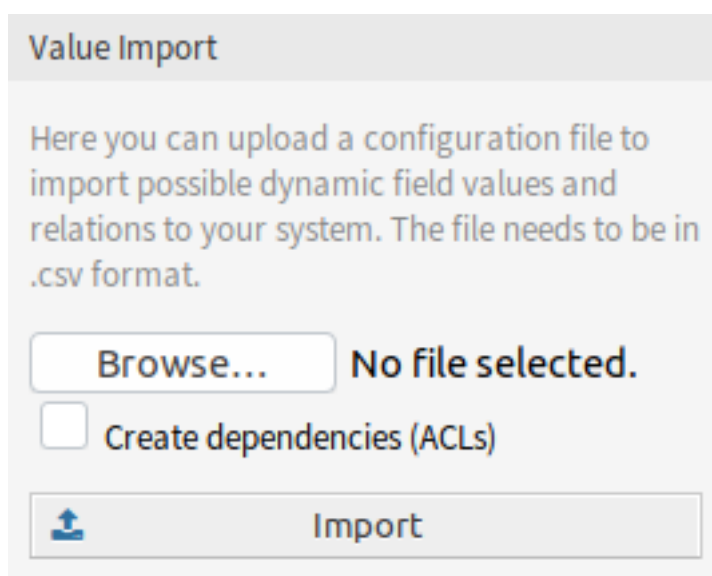 Value Import
Here you can upload a configuration file to
import possible dynamic field values and
relations to your system. The file needs to be in
.csv format.
Browse... No file selected.
Create dependencies (ACLs)
Import